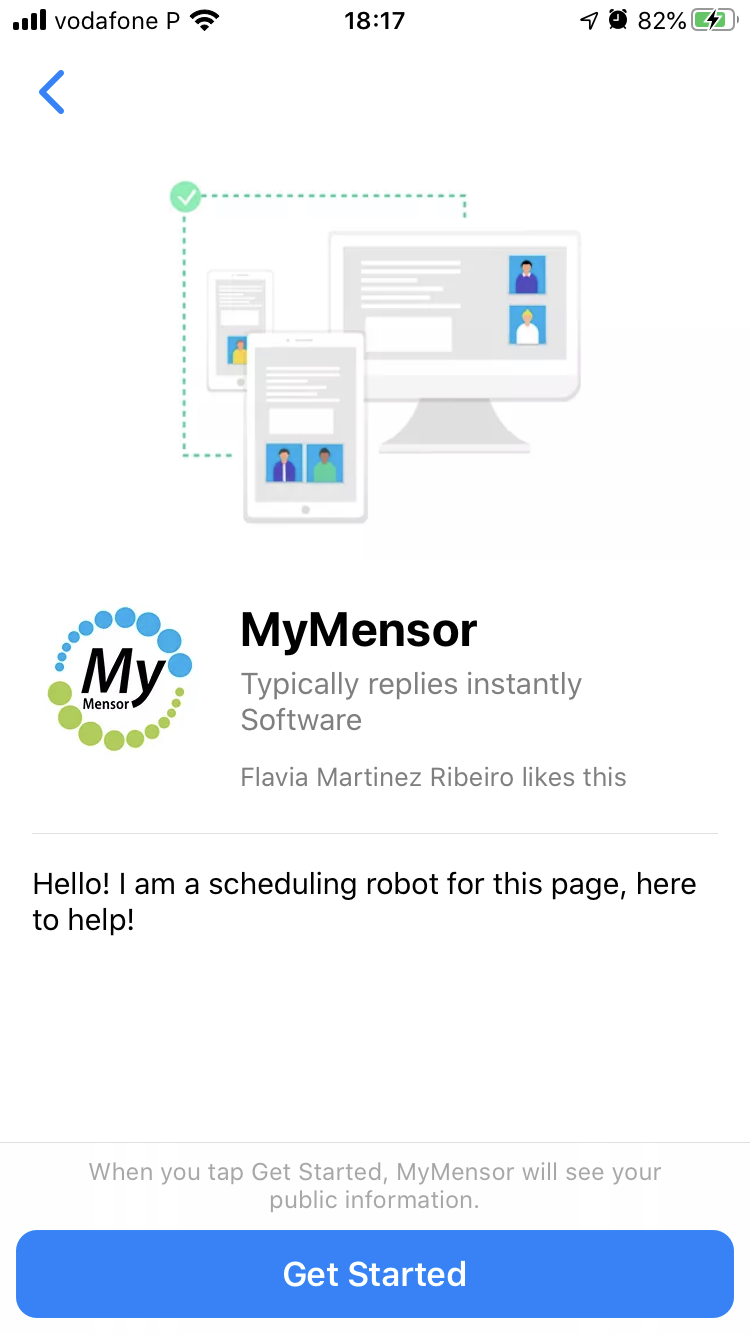 vodafone P
18:17
82%
My
Mensor
MyMensor
Typically replies instantly
Software
Flavia Martinez Ribeiro likes this
Hello! I am a scheduling robot for this page, here
to help!
When you tap Get Started, MyMensor will see your
public information.
Get Started